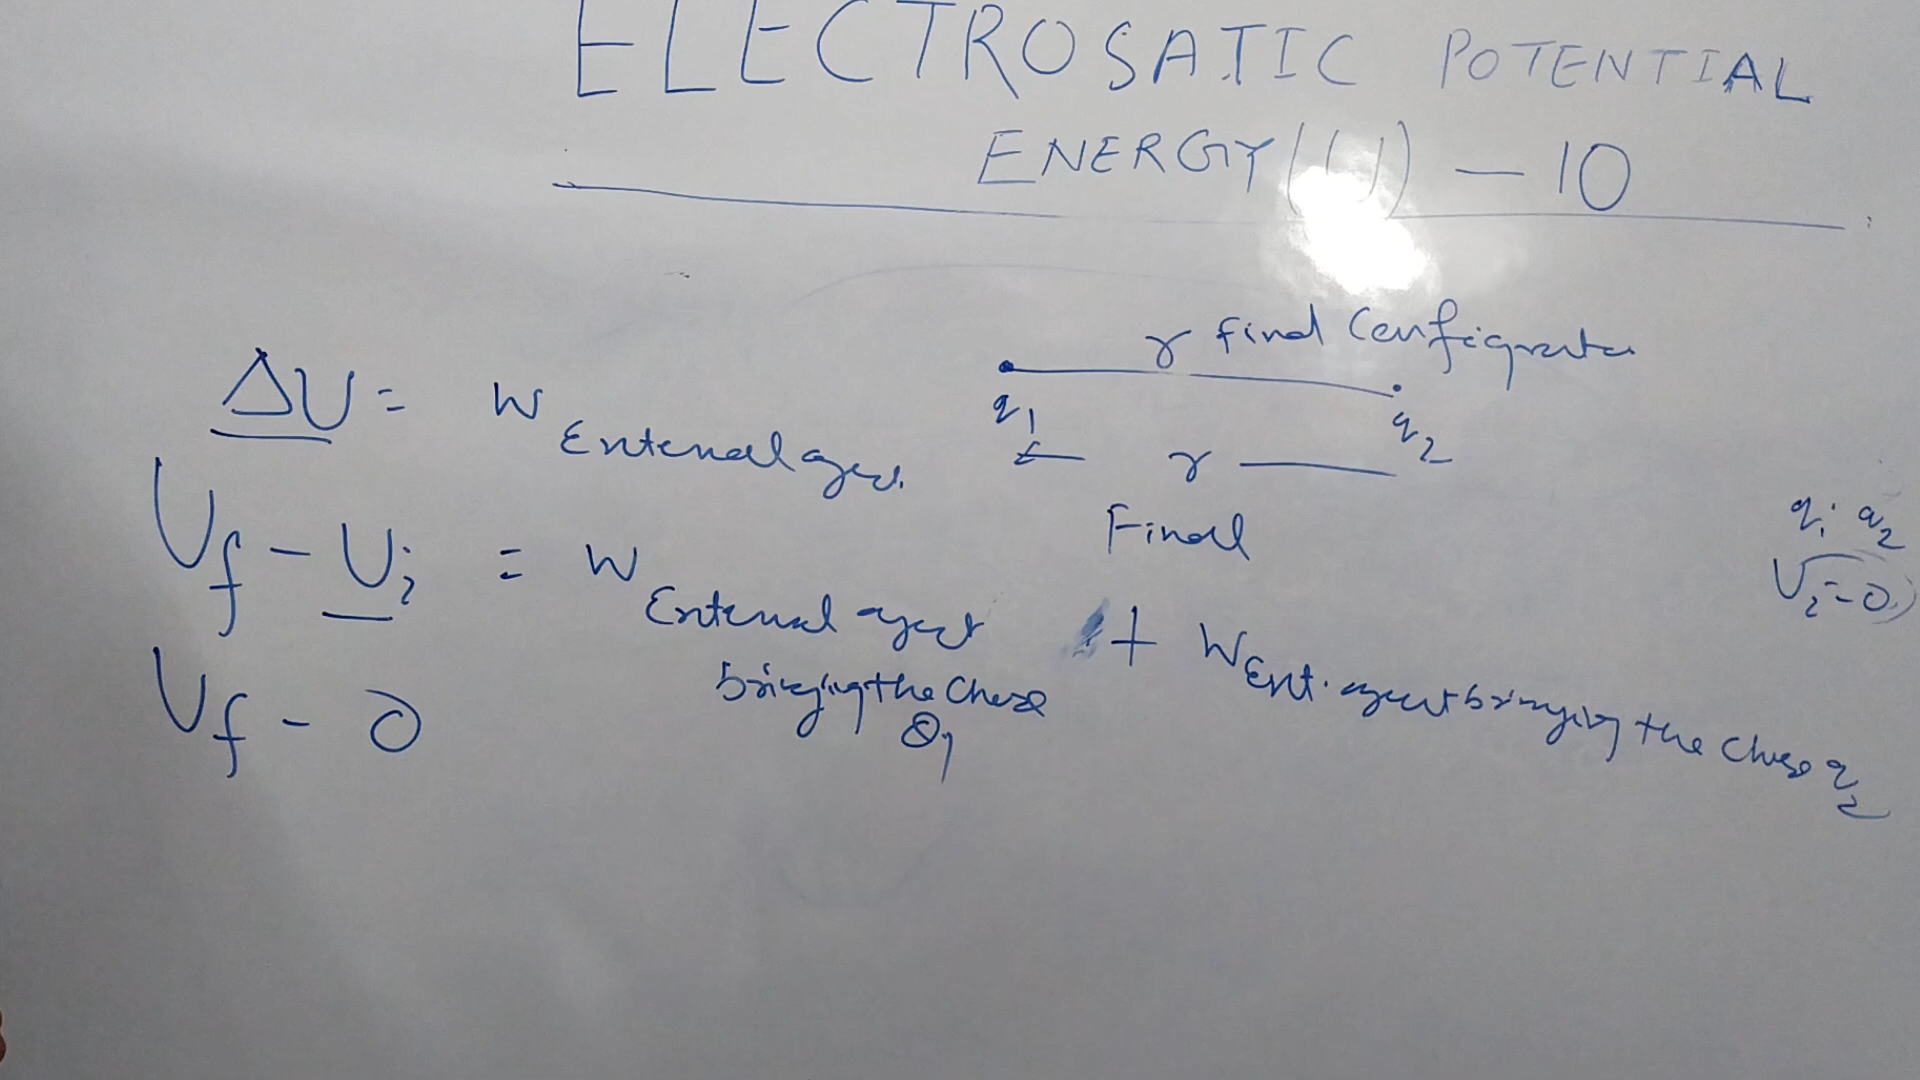 ELECTROSATIC POTENTIAL
ENERGY (U) - 10
r final Configurate
q1 q2
r
Final
ΔU = W External agent
q1 q2
Ui = 0
Uf - Ui = W External agent bringing the Charge Q1 + W Ext. agent bringing the Charge q2
Uf - 0